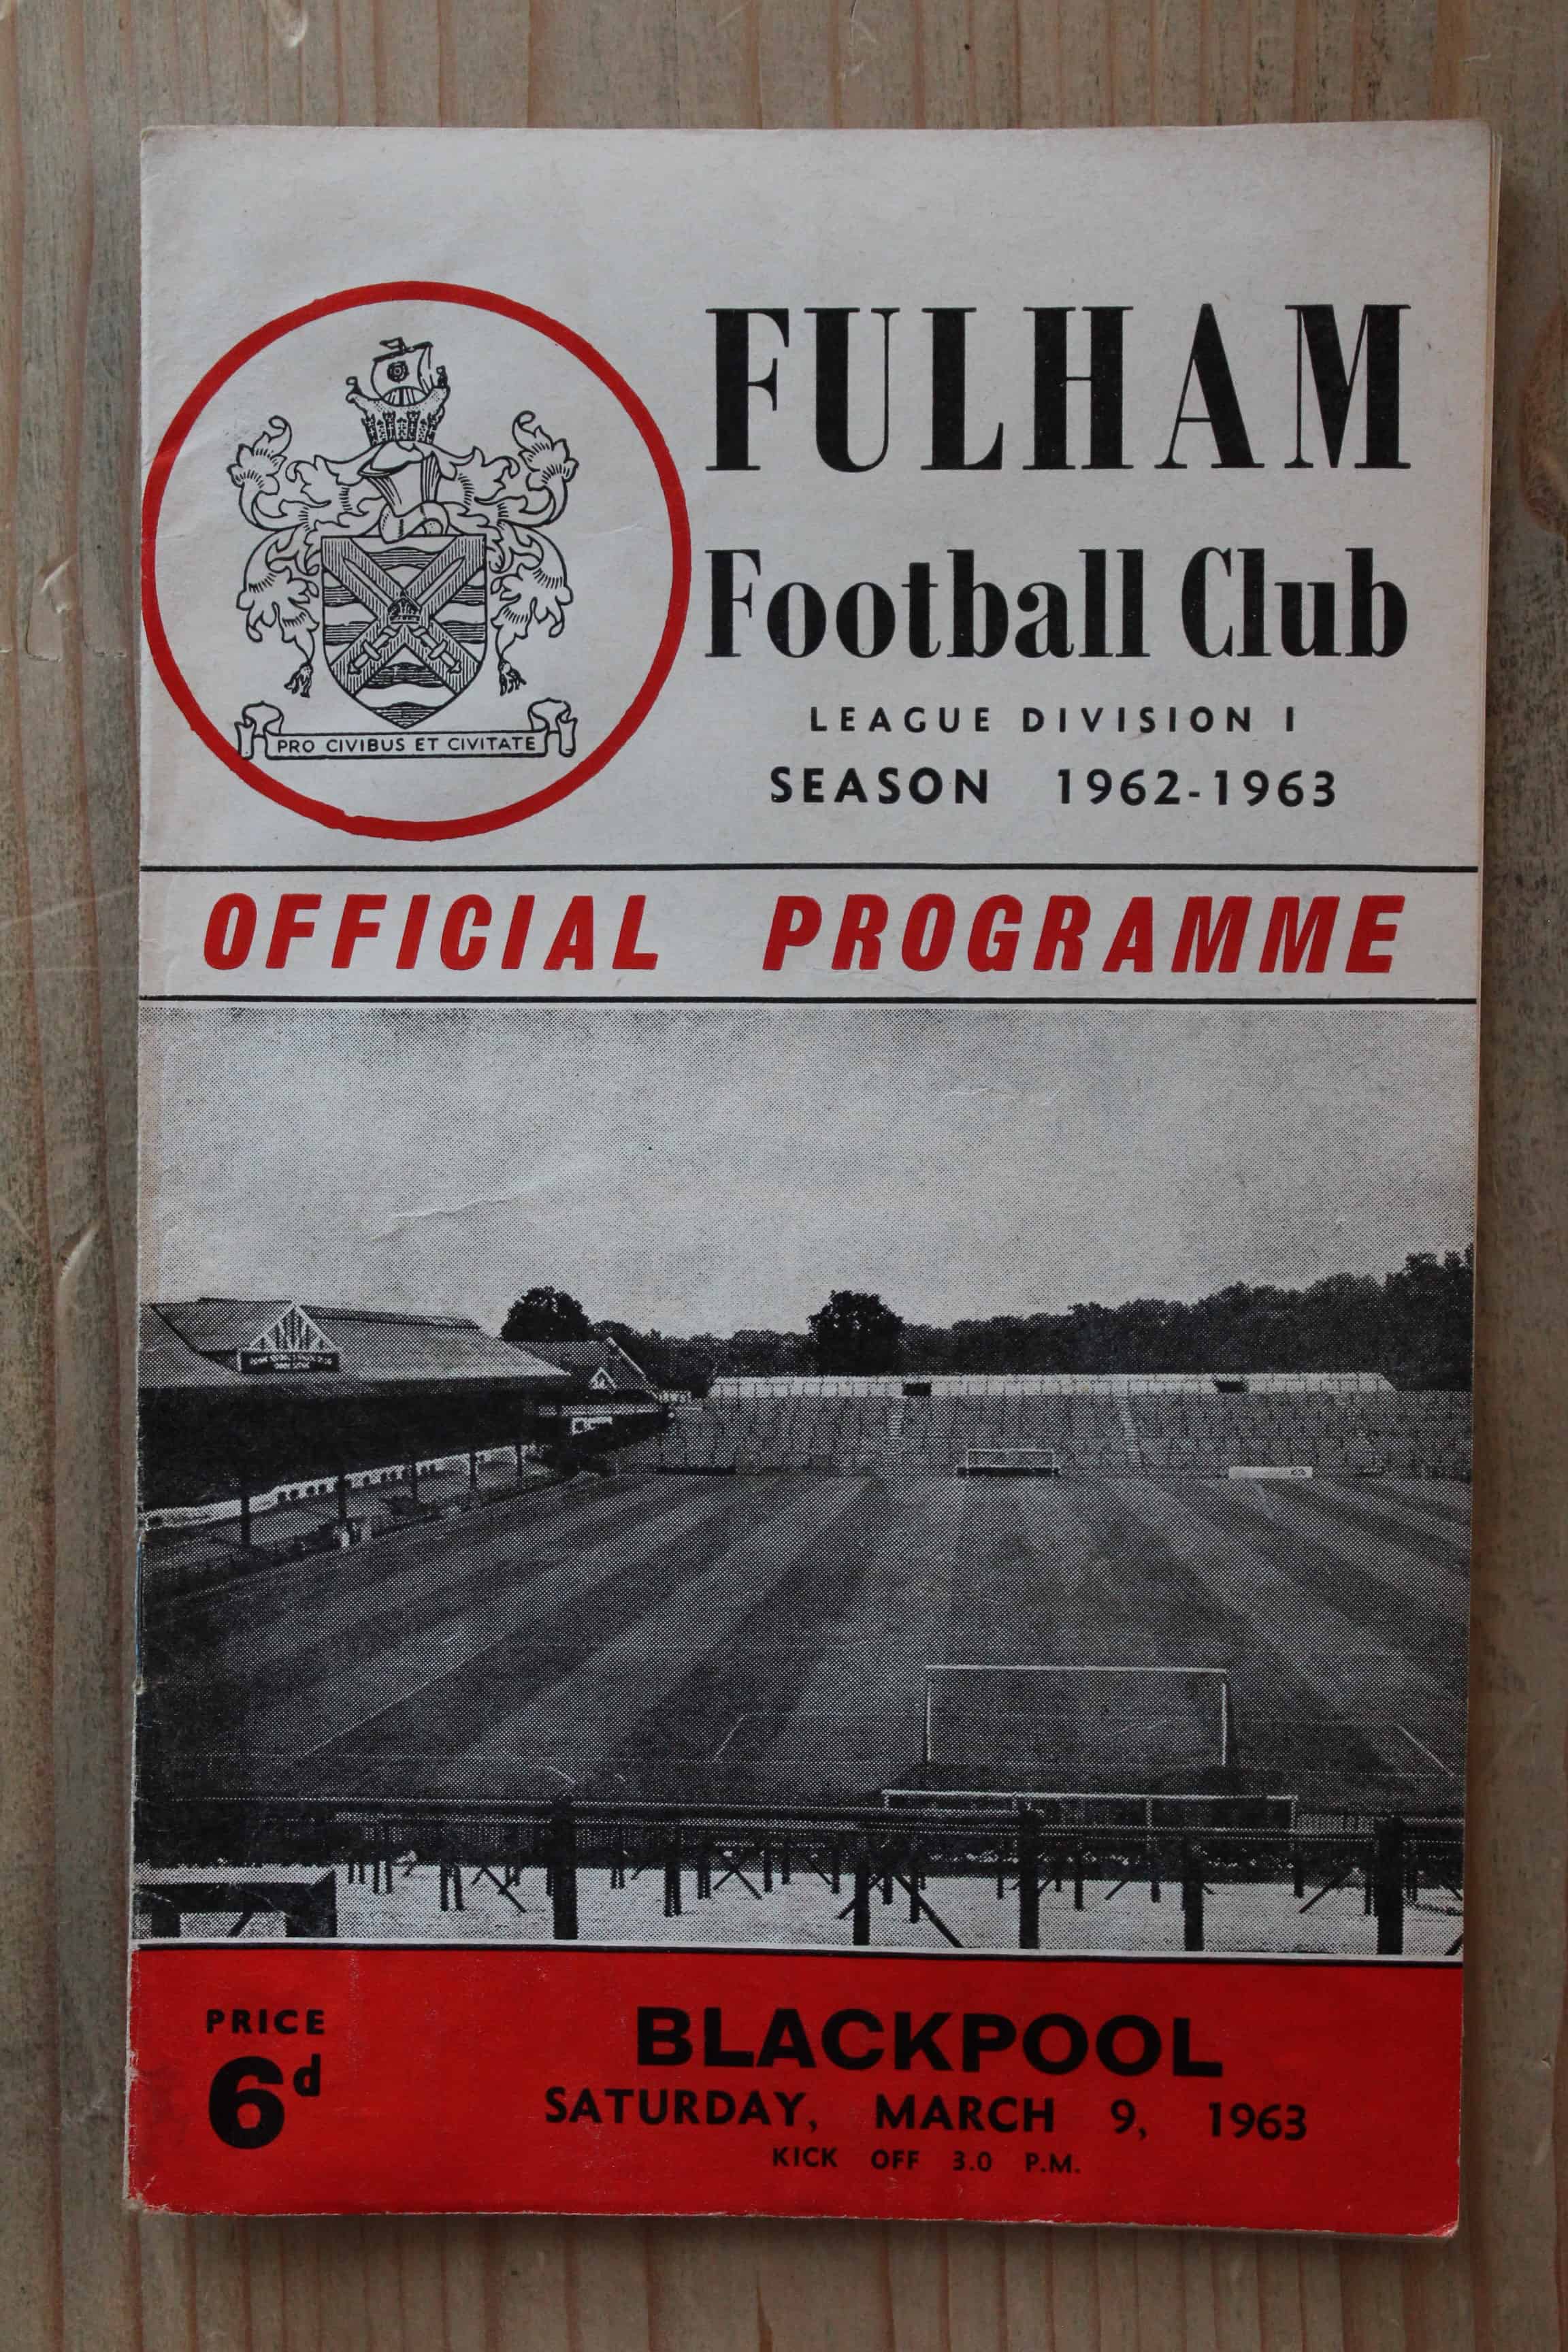 FULHAM
Football Club
LEAGUE DIVISION I
SEASON 1962-1963
PRO CIVIBUS ET CIVITATE
OFFICIAL PROGRAMME
PRICE
6d
BLACKPOOL
SATURDAY, MARCH 9, 1963
KICK OFF 3.0 P.M.